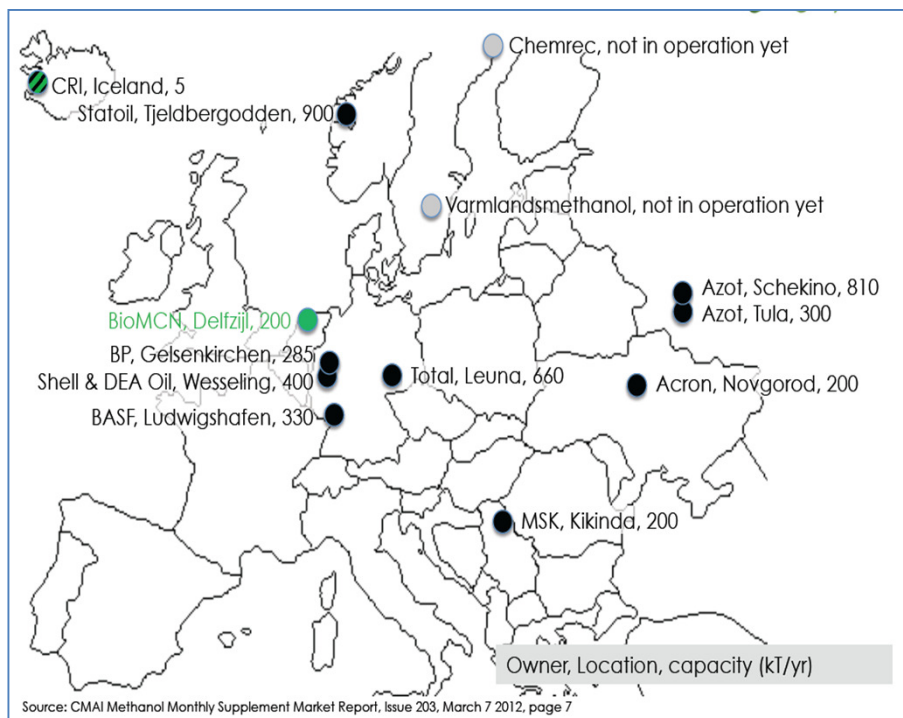 Chemrec, not in operation yet
CRI, Iceland, 5
Statoil, Tjeldbergodden, 900
Varmlandsmethanol, not in operation yet
Azot, Schekino, 810
Azot, Tula, 300
BioMCN, Delfzijl, 200
BP, Gelsenkirchen, 285
Shell & DEA Oil, Wesseling, 400
Total, Leuna, 660
Acron, Novgorod, 200
BASF, Ludwigshafen, 330
MSK, Kikinda, 200
Owner, Location, capacity (kT/yr)
Source: CMAI Methanol Monthly Supplement Market Report, Issue 203, March 7 2012, page 7